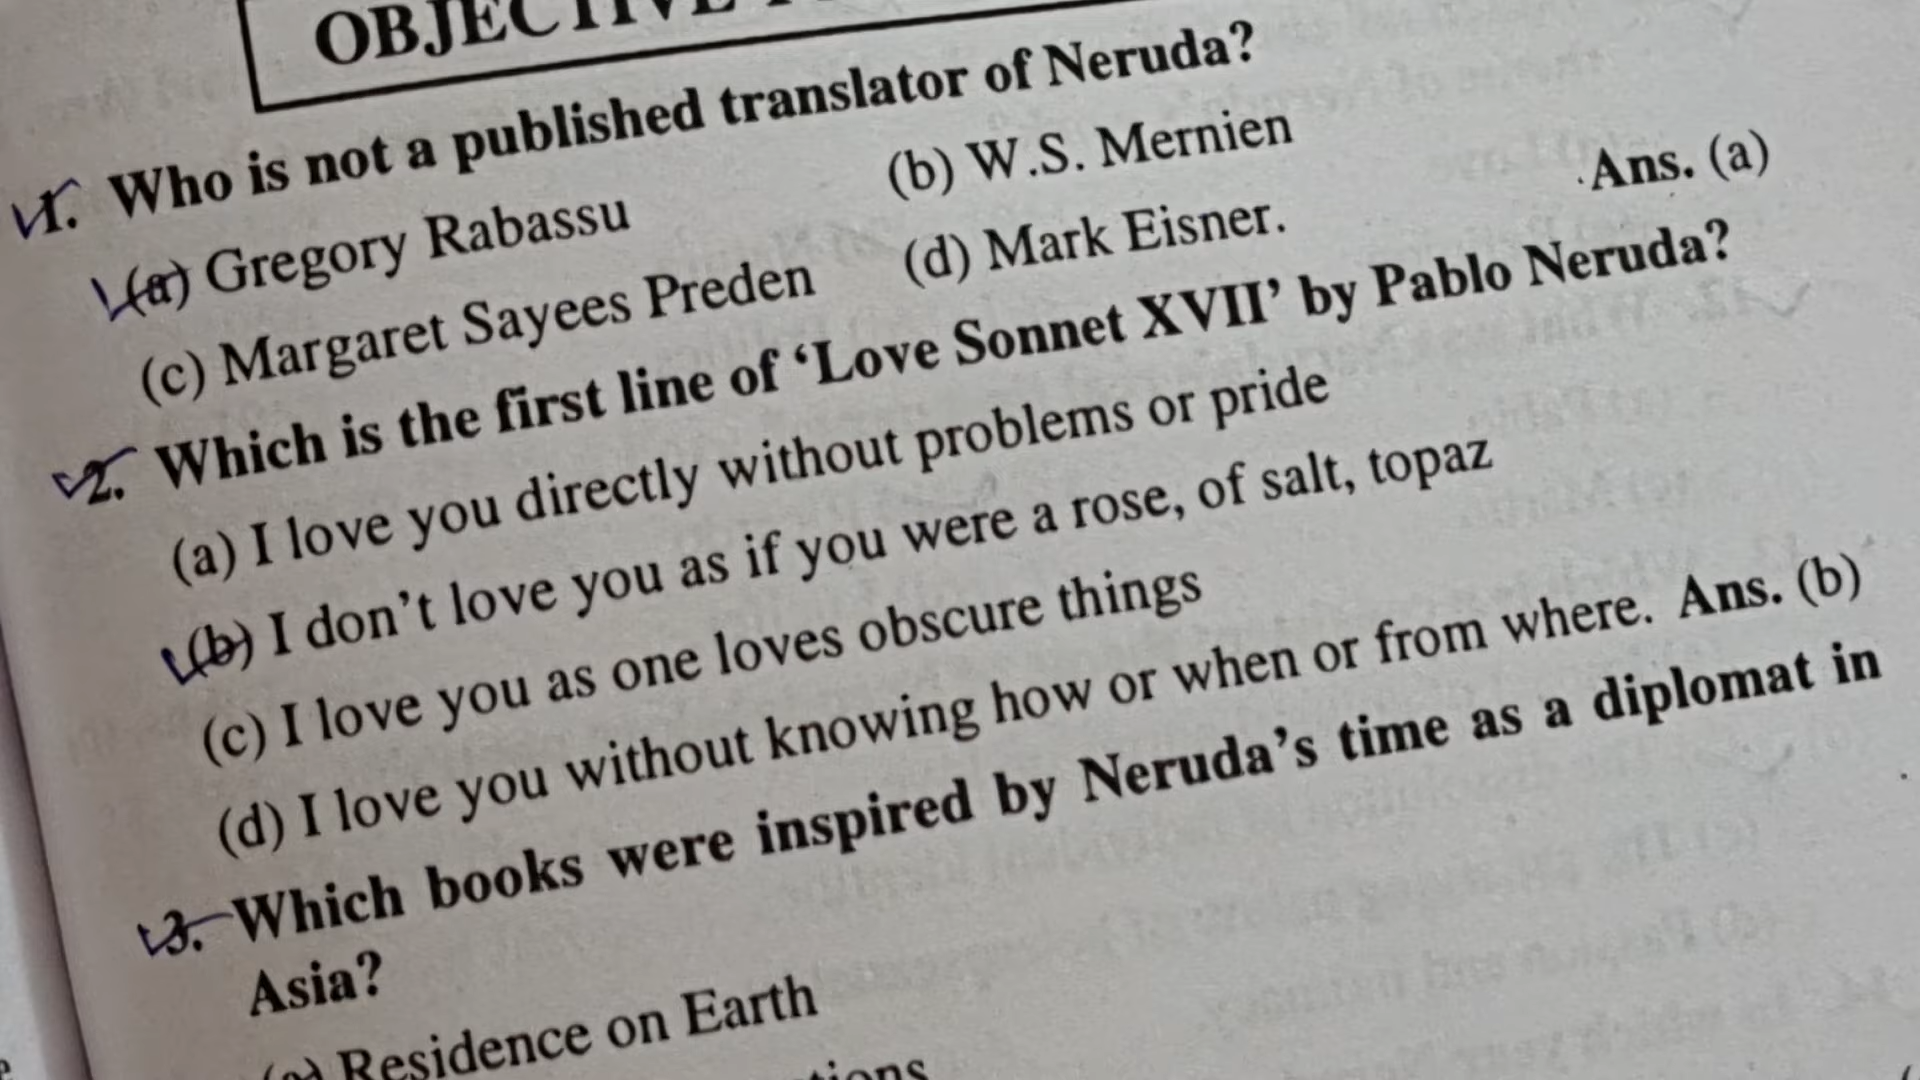 OBJECTIVE
1. Who is not a published translator of Neruda?
(a) Gregory Rabassu (b) W.S. Mernien
(c) Margaret Sayees Preden (d) Mark Eisner. Ans. (a)
2. Which is the first line of ‘Love Sonnet XVII’ by Pablo Neruda?
(a) I love you directly without problems or pride
(b) I don’t love you as if you were a rose, of salt, topaz
(c) I love you as one loves obscure things
(d) I love you without knowing how or when or from where. Ans. (b)
3. Which books were inspired by Neruda’s time as a diplomat in
Asia?
(a) Residence on Earth